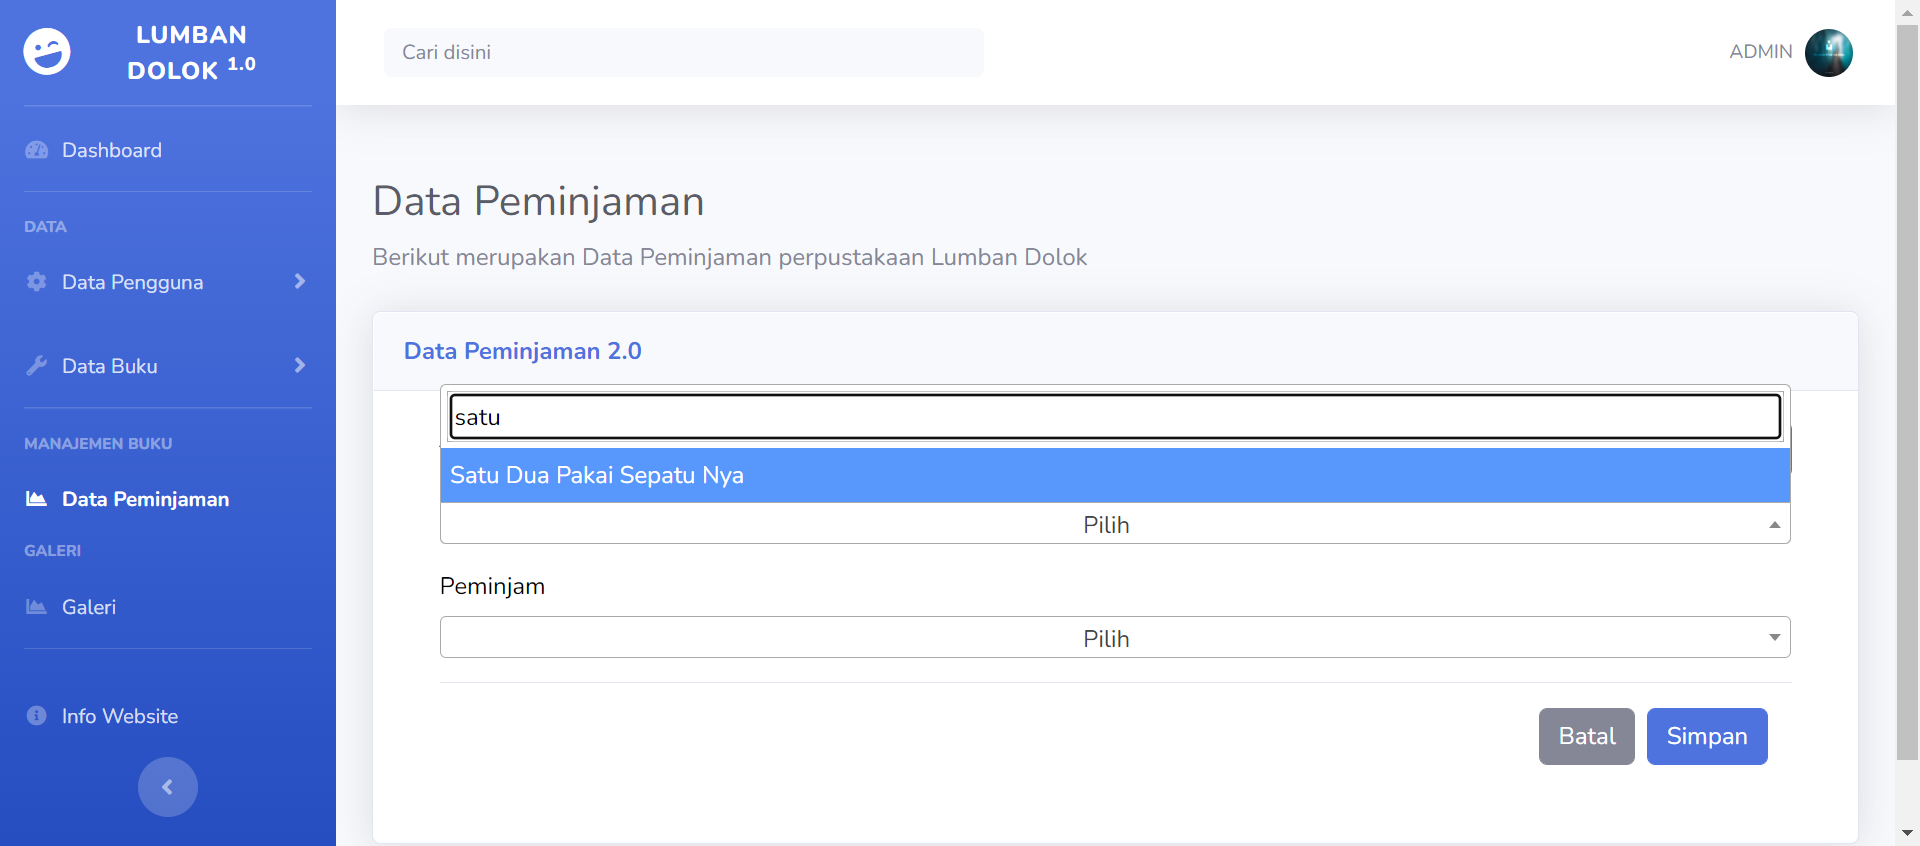 LUMBAN
DOLOK 1.0
Dashboard
DATA
Data Pengguna
Data Buku
MANAJEMEN BUKU
Data Peminjaman
GALERI
Galeri
Info Website
Cari disini
ADMIN
Data Peminjaman
Berikut merupakan Data Peminjaman perpustakaan Lumban Dolok
Data Peminjaman 2.0
satu
Satu Dua Pakai Sepatu Nya
Pilih
Peminjam
Pilih
Batal
Simpan